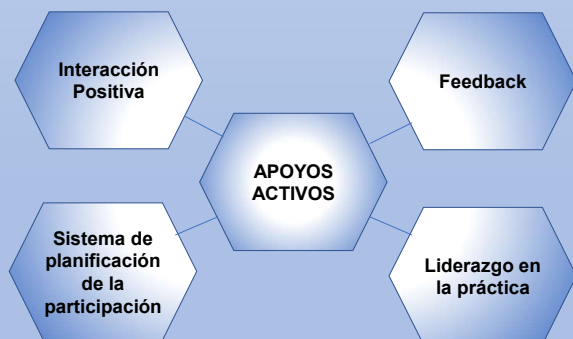 Interacción
Positiva
Feedback
APOYOS
ACTIVOS
Sistema de
planificación
de la
participación
Liderazgo en
la práctica